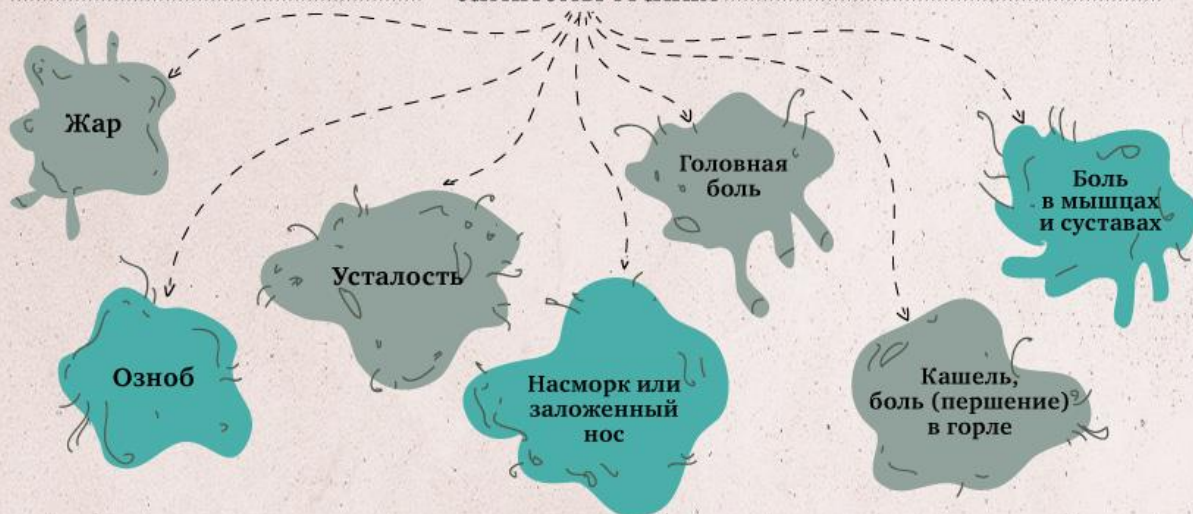 Жар
Головная
боль
Боль
в мышцах
и суставах
Усталость
Озноб
Насморк или
заложенный
нос
Кашель,
боль (першение)
в горле